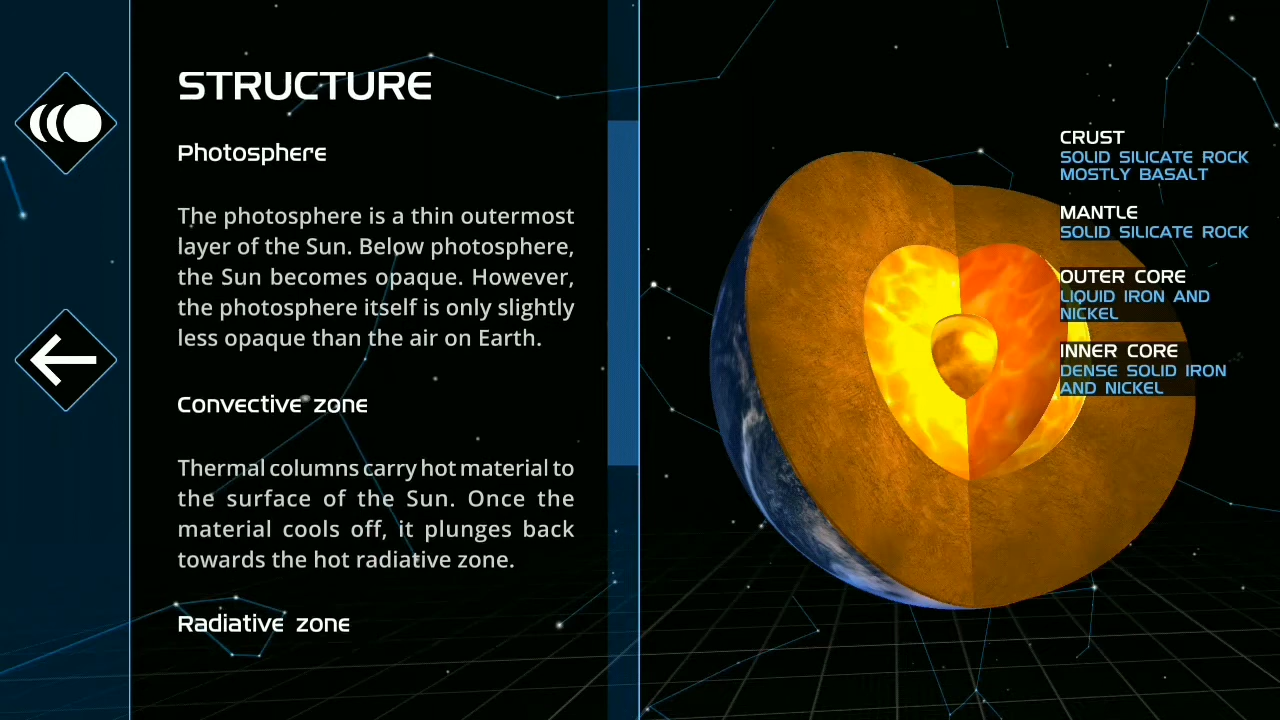 STRUCTURE
Photosphere
The photosphere is a thin outermost
layer of the Sun. Below photosphere,
the Sun becomes opaque. However,
the photosphere itself is only slightly
less opaque than the air on Earth.
Convective zone
Thermal columns carry hot material to
the surface of the Sun. Once the
material cools off, it plunges back
towards the hot radiative zone.
Radiative zone
CRUST
SOLID SILICATE ROCK
MOSTLY BASALT
MANTLE
SOLID SILICATE ROCK
OUTER CORE
LIQUID IRON AND
NICKEL
INNER CORE
DENSE SOLID IRON
AND NICKEL